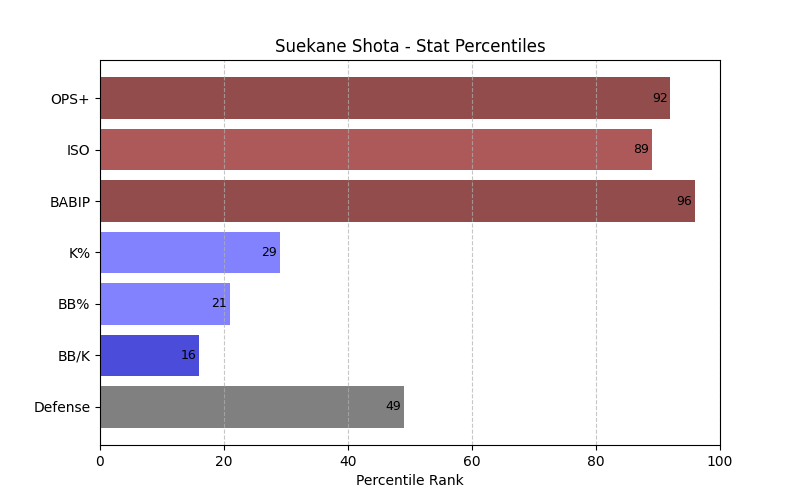 Suekane Shota - Stat Percentiles
OPS+ 92
ISO 89
BABIP 96
K% 29
BB% 21
BB/K 16
Defense 49
0 20 40 60 80 100
Percentile Rank